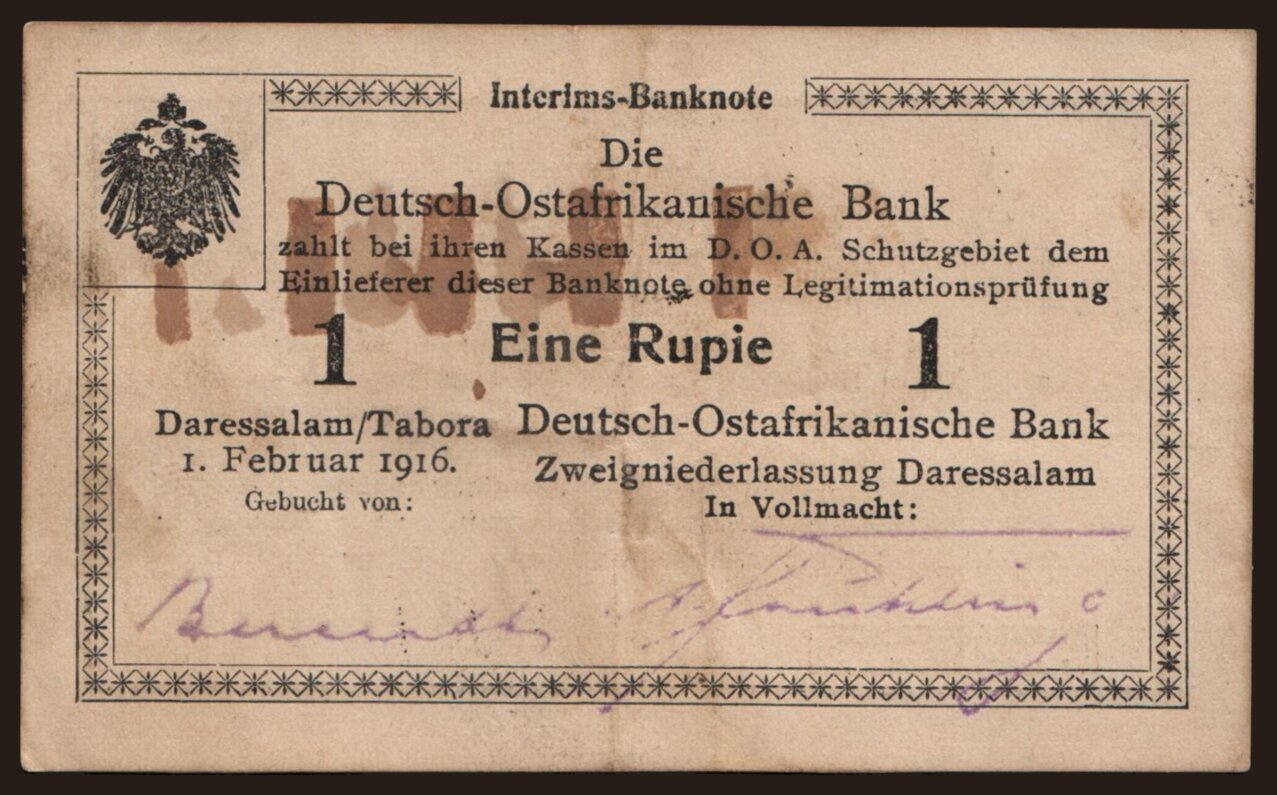 Interims-Banknote
Die
Deutsch-Ostafrikanische Bank
zahlt bei ihren Kassen im D. O. A. Schutzgebiet dem
Einlieferer dieser Banknote ohne Legitimationsprüfung
1 Eine Rupie 1
Daressalam/Tabora
1. Februar 1916.
Gebucht von:
Deutsch-Ostafrikanische Bank
Zweigniederlassung Daressalam
In Vollmacht: